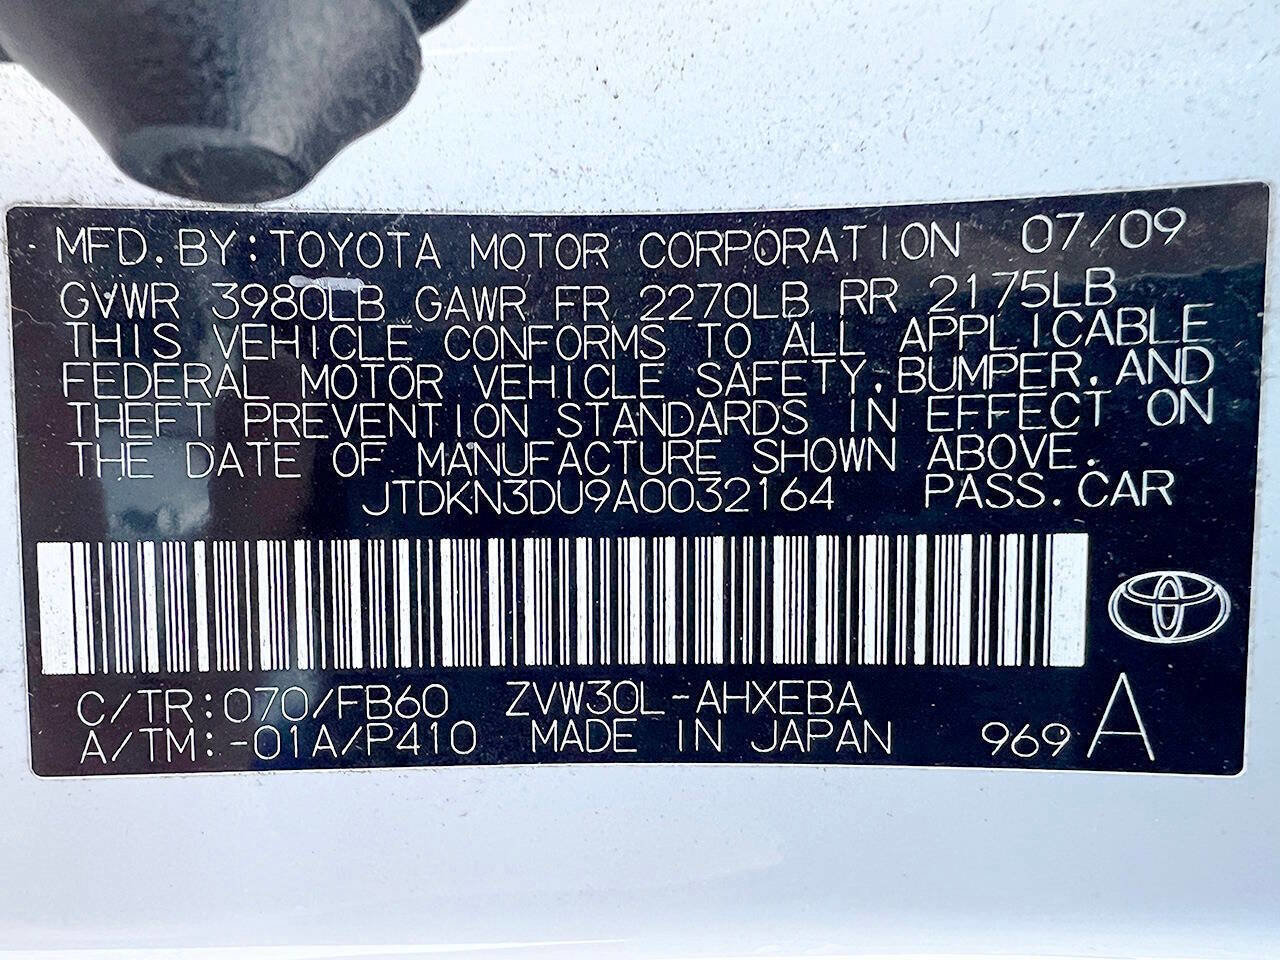 MFD. BY: TOYOTA MOTOR CORPORATION 07/09
GVWR 3980LB GAWR FR 2270LB RR 2175LB
THIS VEHICLE CONFORMS TO ALL APPLICABLE
FEDERAL MOTOR VEHICLE SAFETY, BUMPER, AND
THEFT PREVENTION STANDARDS IN EFFECT ON
THE DATE OF MANUFACTURE SHOWN ABOVE.
JTDKN3DU9A0032164 PASS. CAR
C/TR: 070/FB60 ZVW30L-AHXEBA
A/TM: -01A/P410 MADE IN JAPAN 969 A